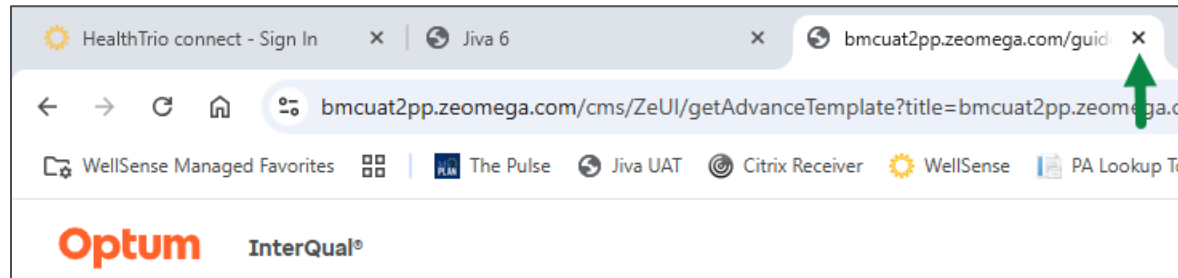 HealthTrio connect - Sign In Jiva 6 bmcuat2pp.zeomega.com/guid
bmcuat2pp.zeomega.com/cms/ZeUI/getAdvanceTemplate?title=bmcuat2pp.zeomega.c
WellSense Managed Favorites PLAN The Pulse Jiva UAT Citrix Receiver WellSense PA Lookup To
Optum InterQual®